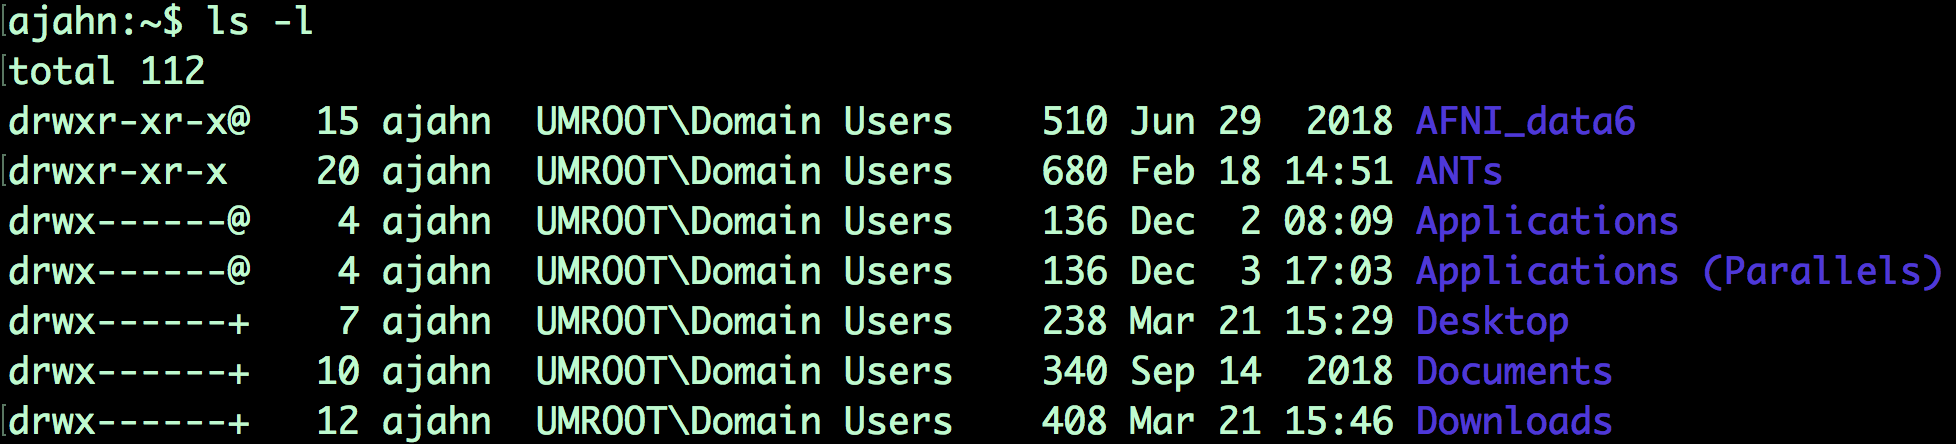 ajahn:~$ ls -l
total 112
drwxr-xr-x@   15 ajahn  UMROOT\Domain Users    510 Jun 29  2018 AFNI_data6
drwxr-xr-x    20 ajahn  UMROOT\Domain Users    680 Feb 18 14:51 ANTs
drwx------@    4 ajahn  UMROOT\Domain Users    136 Dec  2 08:09 Applications
drwx------@    4 ajahn  UMROOT\Domain Users    136 Dec  3 17:03 Applications (Parallels)
drwx------+    7 ajahn  UMROOT\Domain Users    238 Mar 21 15:29 Desktop
drwx------+   10 ajahn  UMROOT\Domain Users    340 Sep 14  2018 Documents
drwx------+   12 ajahn  UMROOT\Domain Users    408 Mar 21 15:46 Downloads